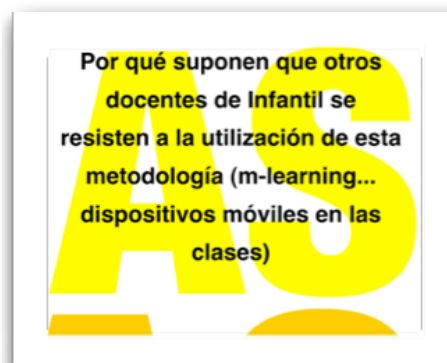 Por qué suponen que otros
docentes de Infantil se
resisten a la utilización de esta
metodología (m-learning...
dispositivos móviles en las
clases)
AS